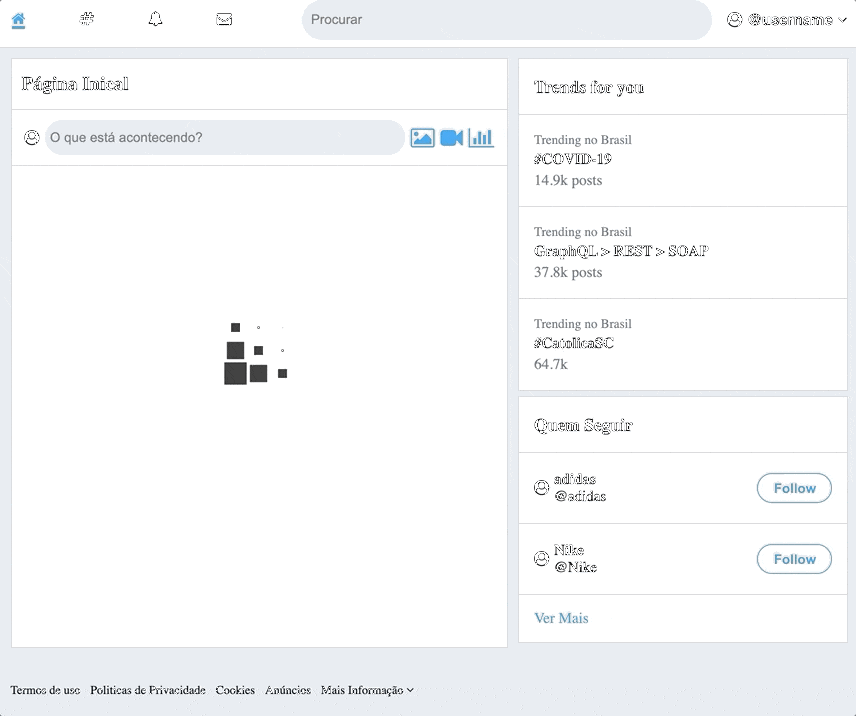 Procurar
@username
Página Inical
O que está acontecendo?
Trends for you
Trending no Brasil
#COVID-19
14.9k posts
Trending no Brasil
GraphQL > REST > SOAP
37.8k posts
Trending no Brasil
#CatolicaSC
64.7k
Quem Seguir
adidas
@adidas
Follow
Nike
@Nike
Follow
Ver Mais
Termos de uso Politicas de Privacidade Cookies Anúncios Mais Informação